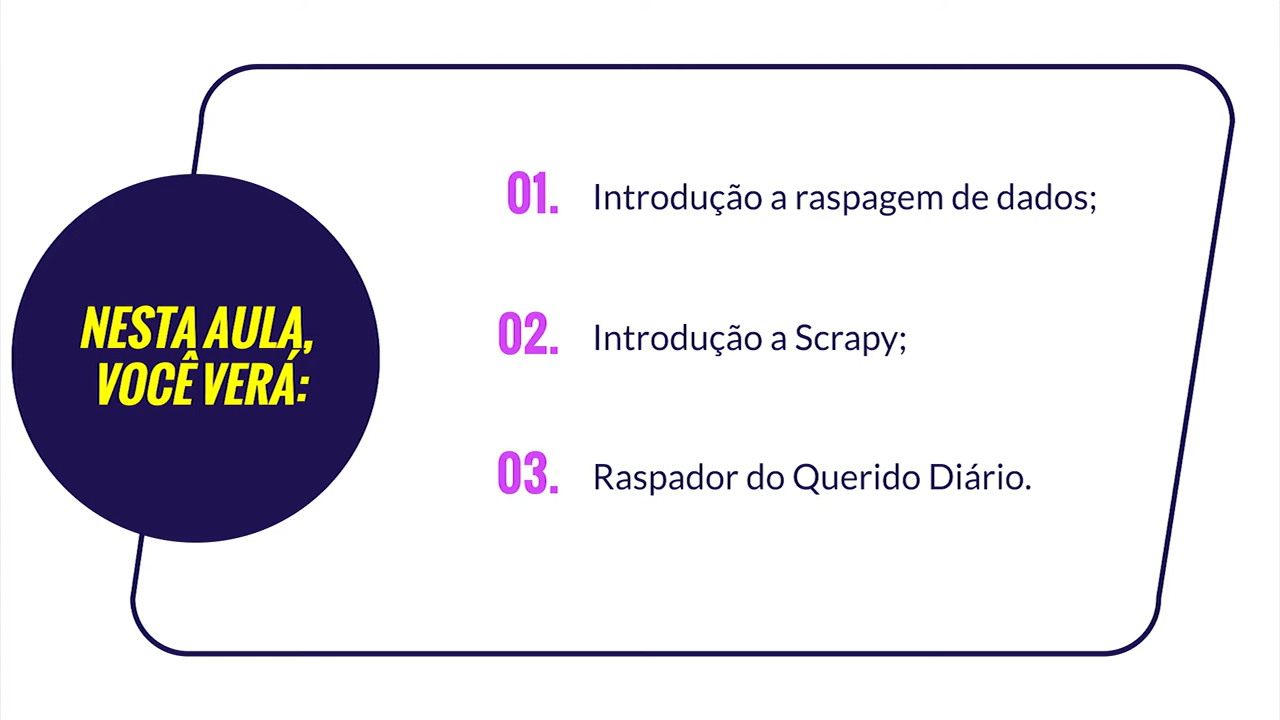 NESTA AULA,
VOCÊ VERÁ:
01. Introdução a raspagem de dados;
02. Introdução a Scrapy;
03. Raspador do Querido Diário.